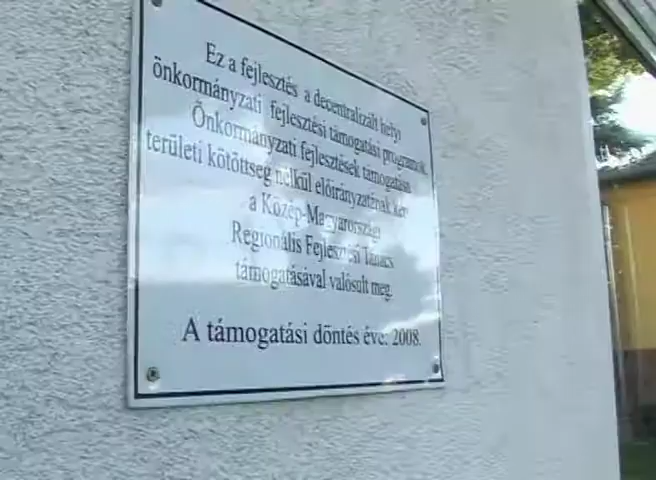 Ez a fejlesztés a decentralizált helyi
önkormányzati fejlesztési támogatási programok
Önkormányzati fejlesztések támogatása
területi kötöttség nélkül előirányzatának ker
a Közép-Magyarországi
Regionális Fejlesztési Tanács
támogatásával valósult meg.
A támogatási döntés éve: 2008.